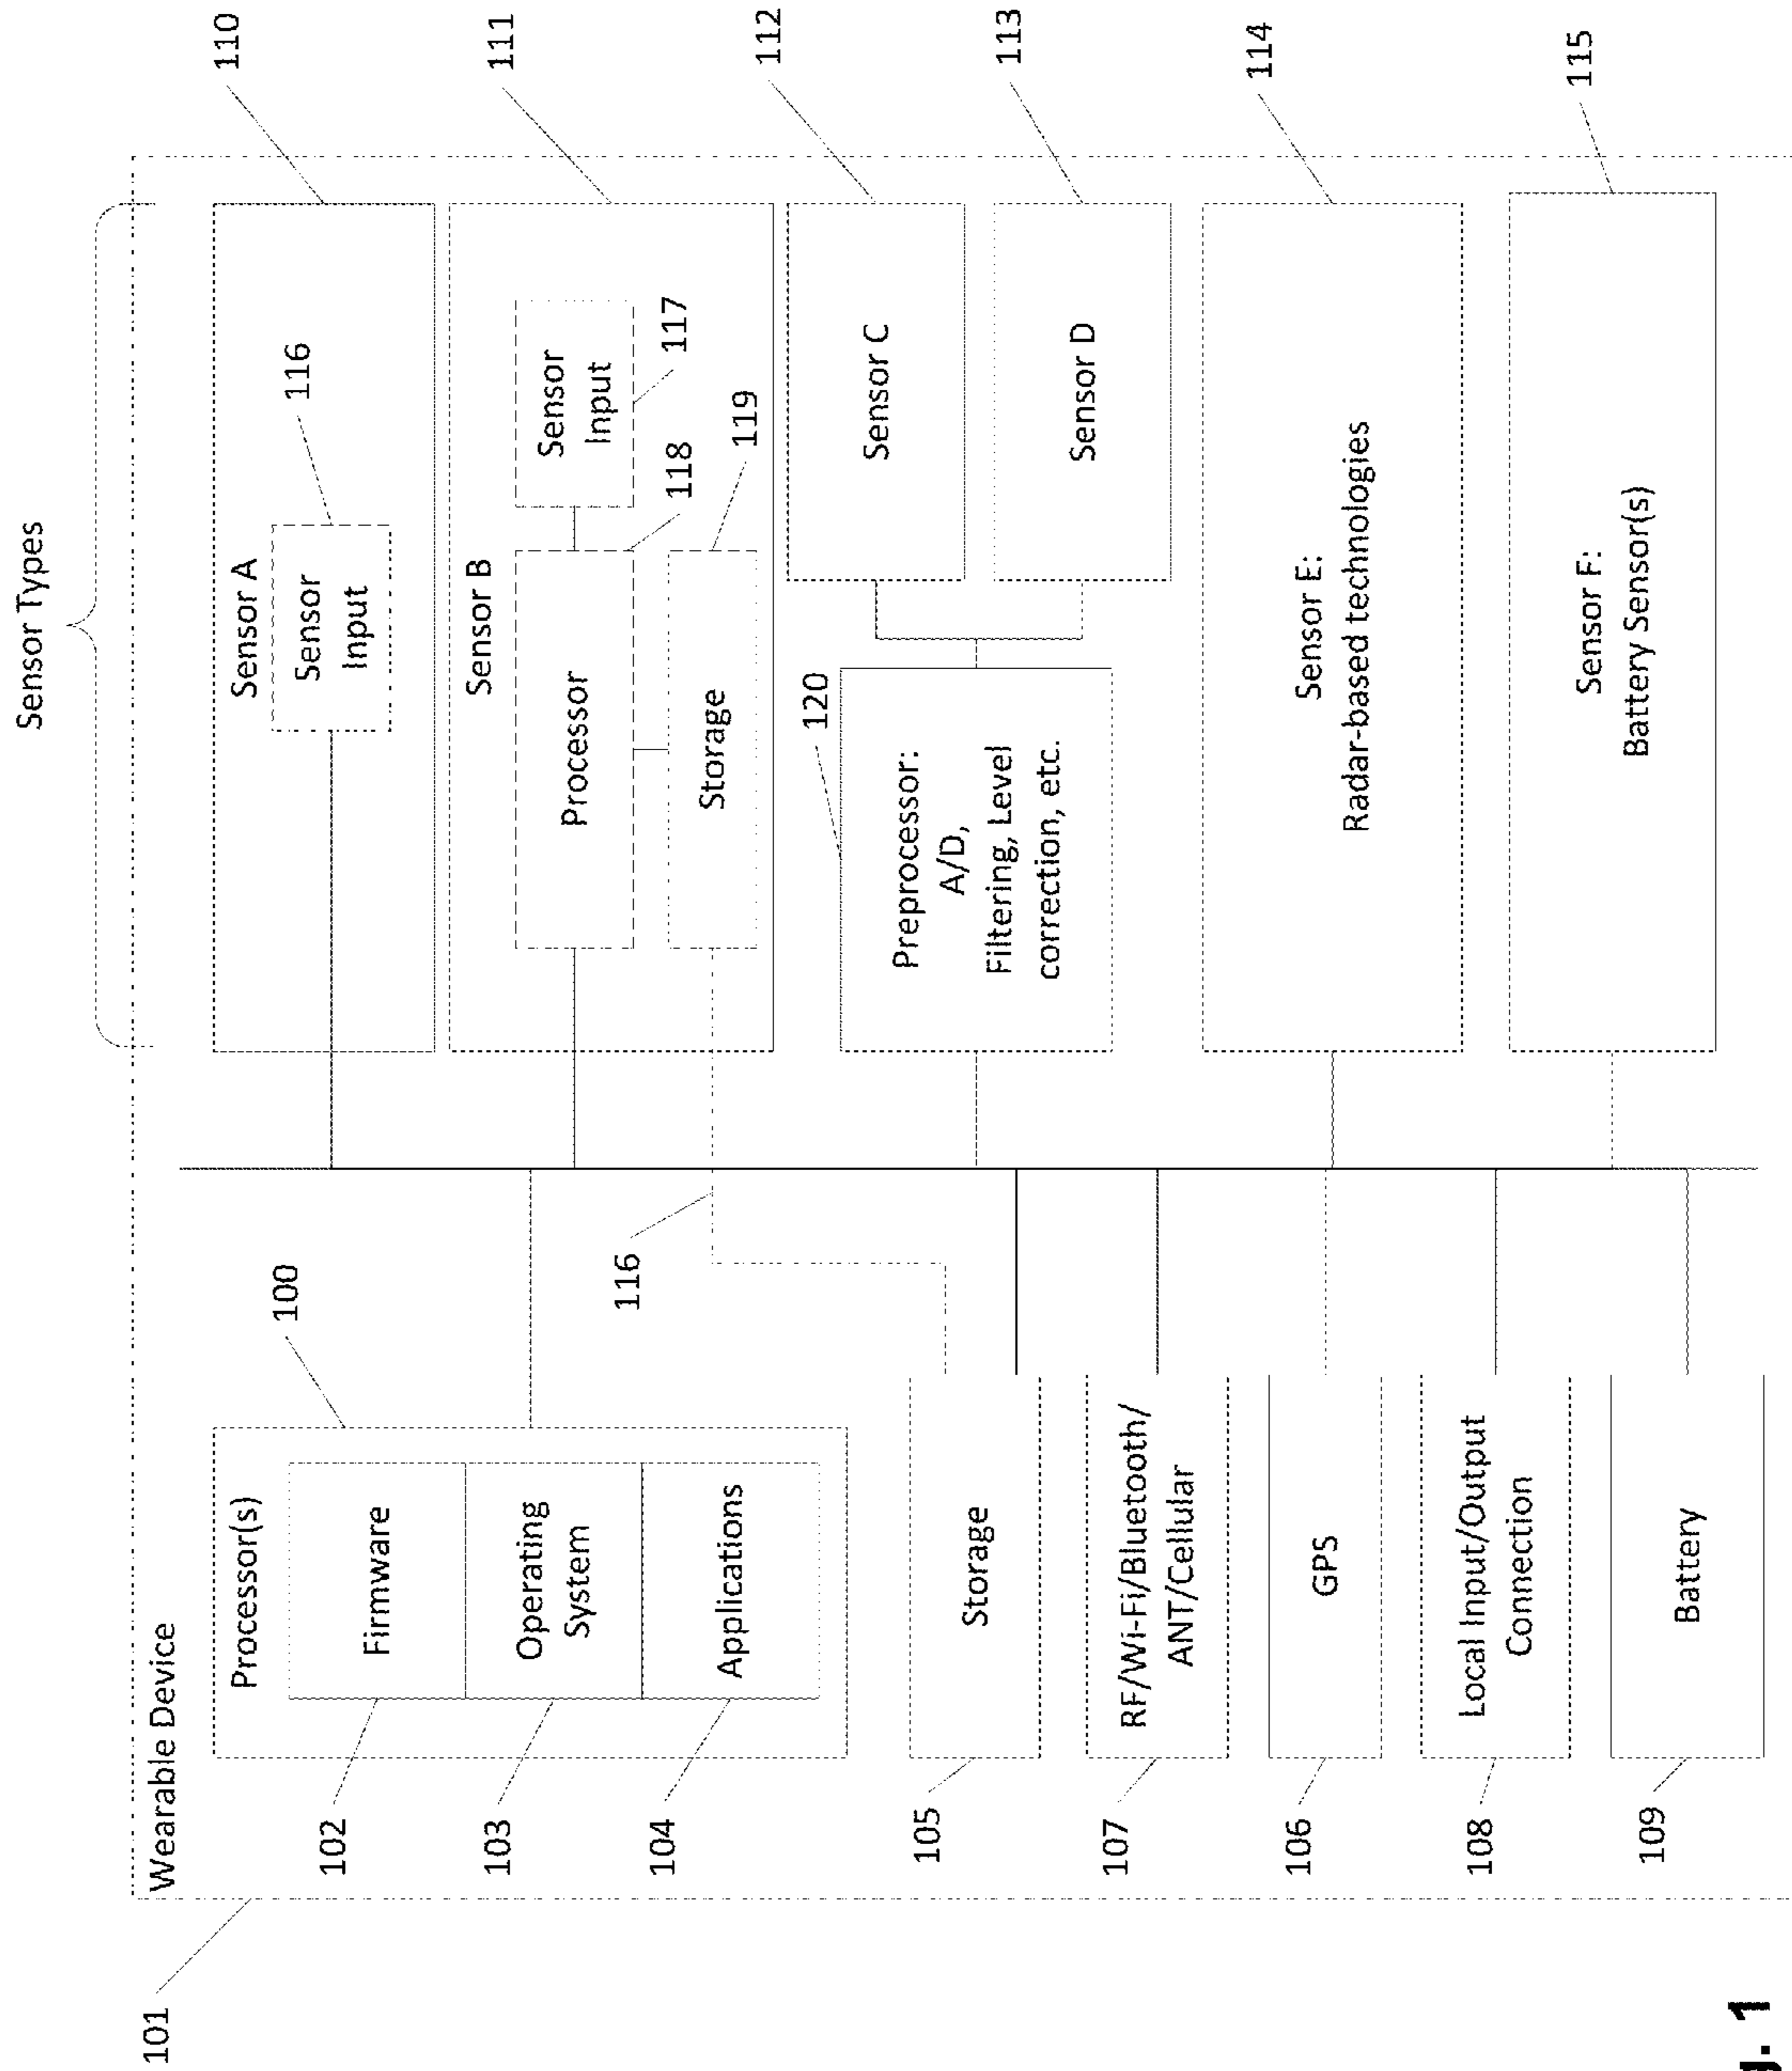 Sensor Types
Wearable Device
101
Processor(s)
100
Firmware
102
Operating
System
103
Applications
104
Storage
105
116
RF/Wi-Fi/Bluetooth/
ANT/Cellular
107
GPS
106
Local Input/Output
Connection
108
Battery
109
Sensor A
110
Sensor
Input
116
Sensor B
111
Processor
118
Sensor
Input
117
Storage
119
Preprocessor:
A/D,
Filtering, Level
correction, etc.
120
Sensor C
112
Sensor D
113
Sensor E:
Radar-based technologies
114
Sensor F:
Battery Sensor(s)
115
g. 1